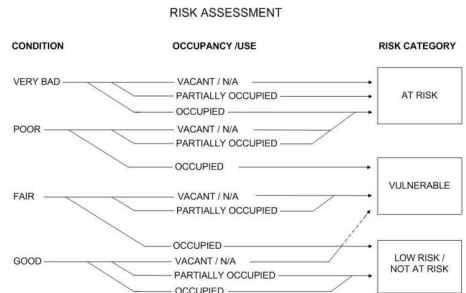 RISK ASSESSMENT
CONDITION OCCUPANCY /USE RISK CATEGORY
VERY BAD VACANT / N/A
PARTIALLY OCCUPIED AT RISK
OCCUPIED
POOR VACANT / N/A
PARTIALLY OCCUPIED
OCCUPIED
VULNERABLE
FAIR VACANT / N/A
PARTIALLY OCCUPIED
OCCUPIED
GOOD VACANT / N/A LOW RISK /
NOT AT RISK
PARTIALLY OCCUPIED
OCCUPIED